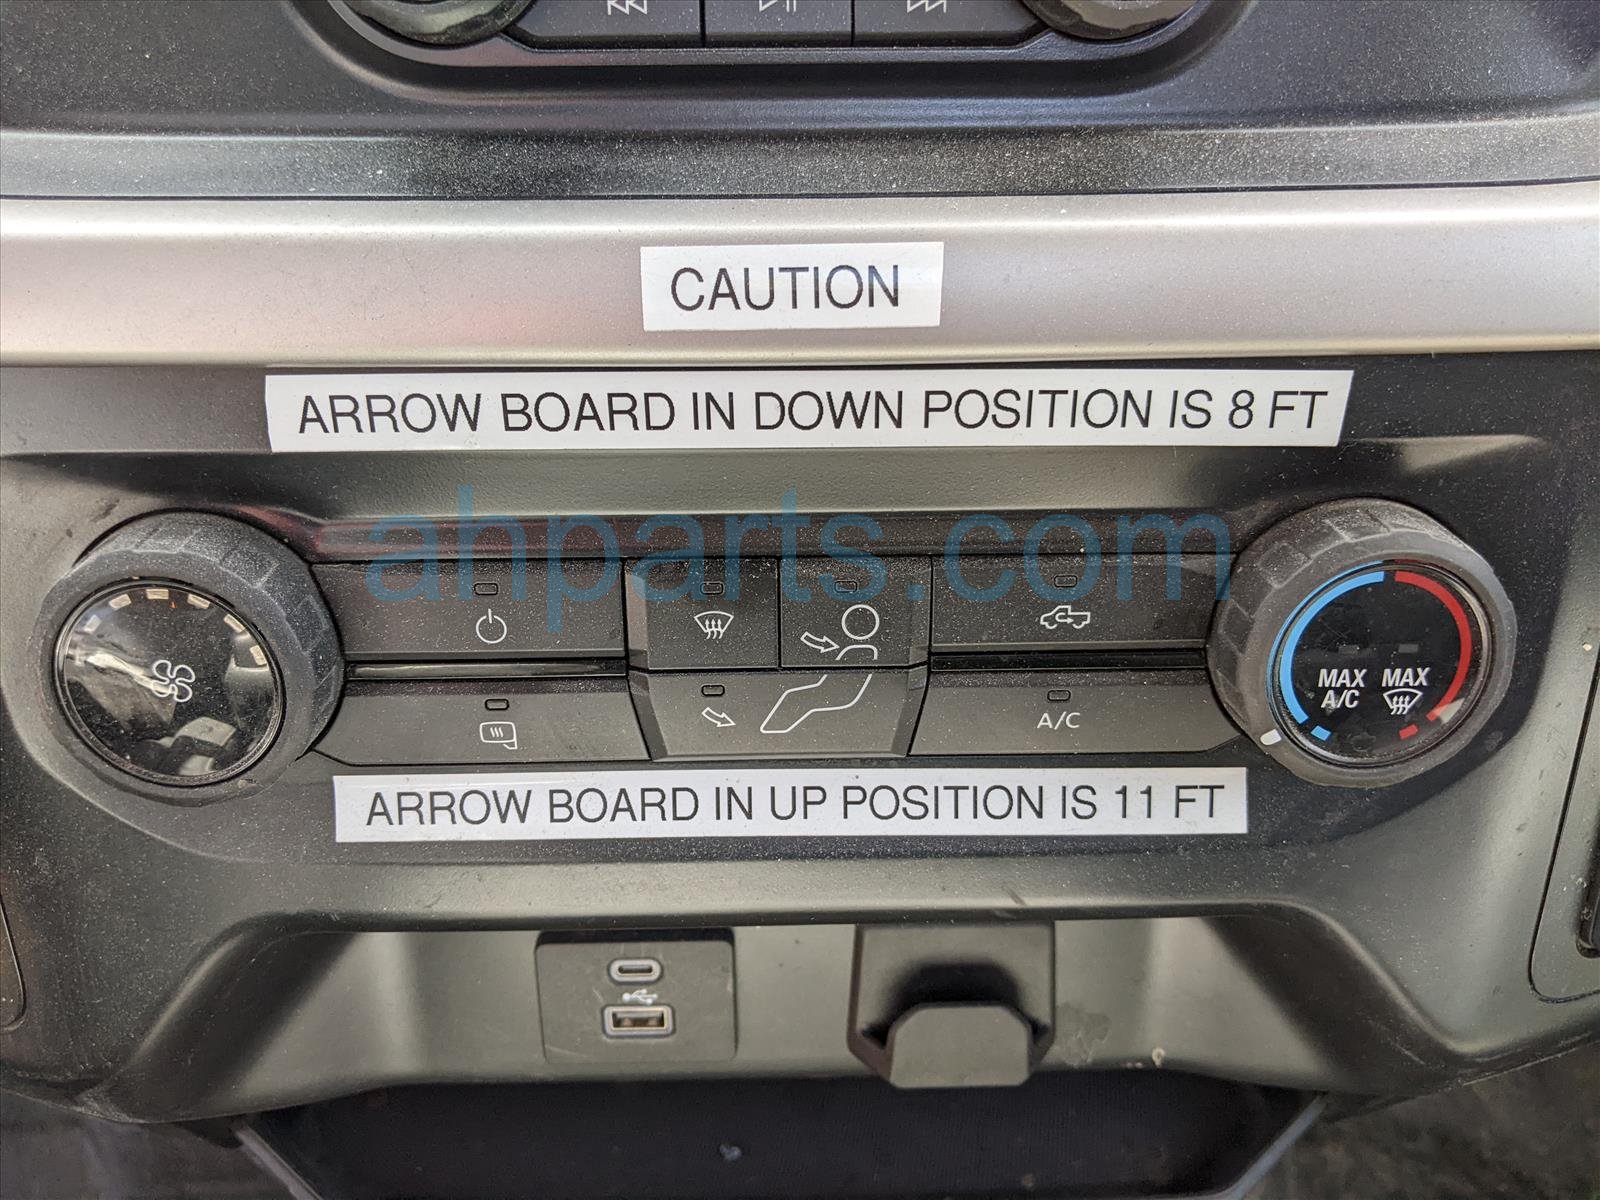 CAUTION
ARROW BOARD IN DOWN POSITION IS 8 FT
ahparts.com
A/C
MAX A/C
MAX
ARROW BOARD IN UP POSITION IS 11 FT